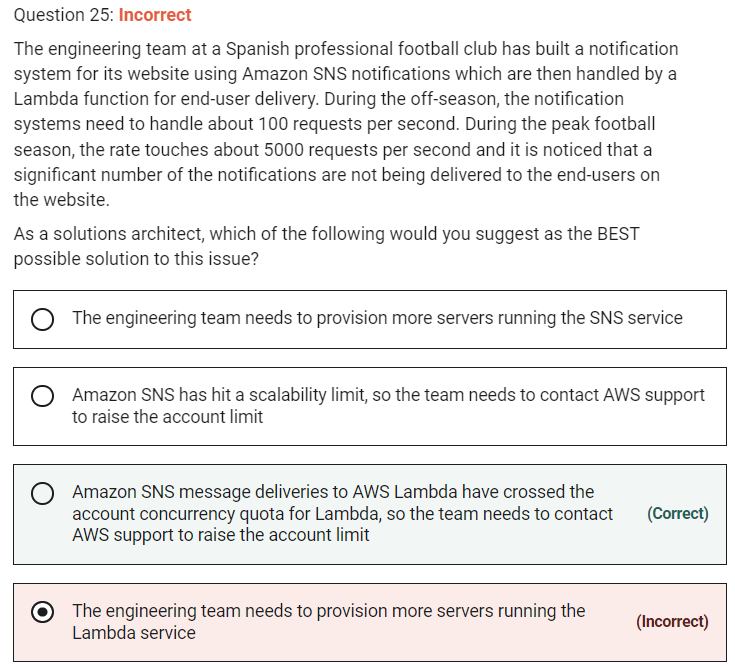 Question 25: Incorrect
The engineering team at a Spanish professional football club has built a notification
system for its website using Amazon SNS notifications which are then handled by a
Lambda function for end-user delivery. During the off-season, the notification
systems need to handle about 100 requests per second. During the peak football
season, the rate touches about 5000 requests per second and it is noticed that a
significant number of the notifications are not being delivered to the end-users on
the website.
As a solutions architect, which of the following would you suggest as the BEST
possible solution to this issue?
The engineering team needs to provision more servers running the SNS service
Amazon SNS has hit a scalability limit, so the team needs to contact AWS support
to raise the account limit
Amazon SNS message deliveries to AWS Lambda have crossed the
account concurrency quota for Lambda, so the team needs to contact
AWS support to raise the account limit
(Correct)
The engineering team needs to provision more servers running the
Lambda service
(Incorrect)